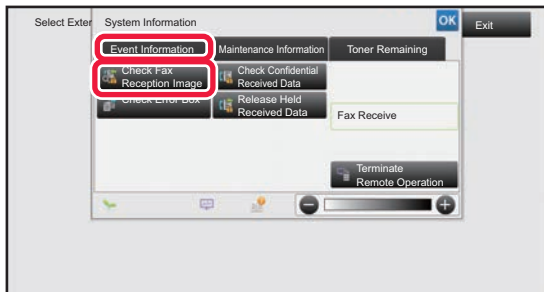 Select Exter
System Information
OK
Exit
Event Information
Maintenance Information
Toner Remaining
Check Fax
Reception Image
Check Confidential
Received Data
Check Error Box
Release Held
Received Data
Fax Receive
Terminate
Remote Operation